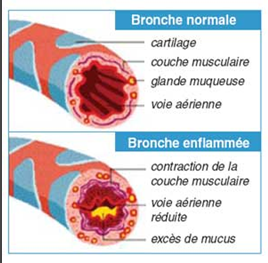 Bronche normale
cartilage
couche musculaire
glande muqueuse
voie aérienne
Bronche enflammée
contraction de la
couche musculaire
voie aérienne
réduite
excès de mucus